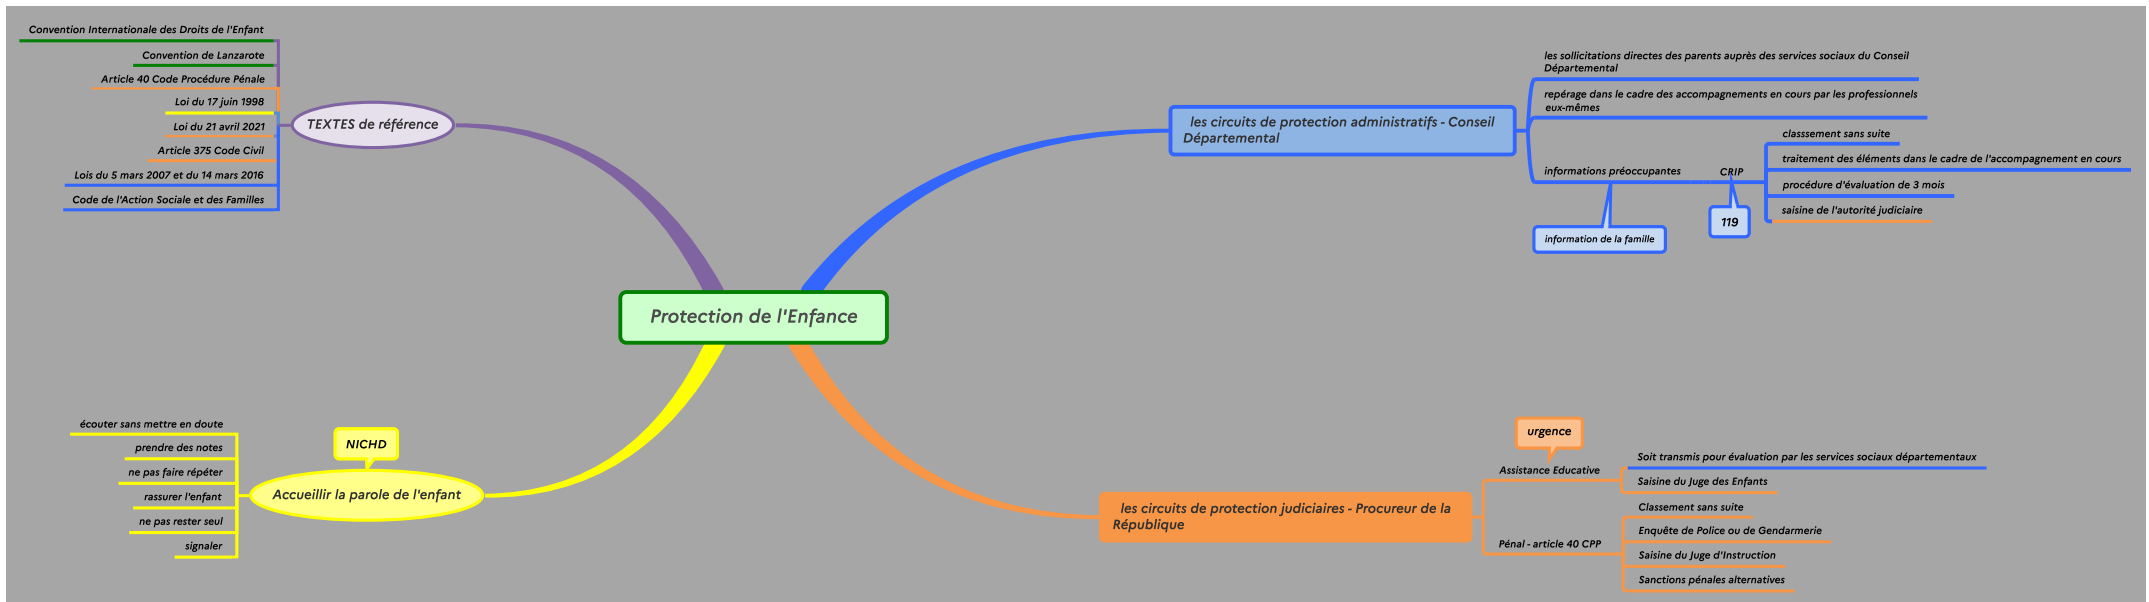 Convention Internationale des Droits de l'Enfant
Convention de Lanzarote
Article 40 Code Procédure Pénale
Loi du 17 juin 1998
Loi du 21 avril 2021
Article 375 Code Civil
Lois du 5 mars 2007 et du 14 mars 2016
Code de l'Action Sociale et des Familles
TEXTES de référence
les circuits de protection administratifs - Conseil
Départemental
les sollicitations directes des parents auprès des services sociaux du Conseil
Départemental
repérage dans le cadre des accompagnements en cours par les professionnels
eux-mêmes
informations préoccupantes
information de la famille
CRIP
119
classsement sans suite
traitement des éléments dans le cadre de l'accompagnement en cours
procédure d'évaluation de 3 mois
saisine de l'autorité judiciaire
Protection de l'Enfance
écouter sans mettre en doute
prendre des notes
ne pas faire répéter
rassurer l'enfant
ne pas rester seul
signaler
NICHD
Accueillir la parole de l'enfant
les circuits de protection judiciaires - Procureur de la
République
urgence
Assistance Educative
Soit transmis pour évaluation par les services sociaux départementaux
Saisine du Juge des Enfants
Pénal - article 40 CPP
Classement sans suite
Enquête de Police ou de Gendarmerie
Saisine du Juge d'Instruction
Sanctions pénales alternatives